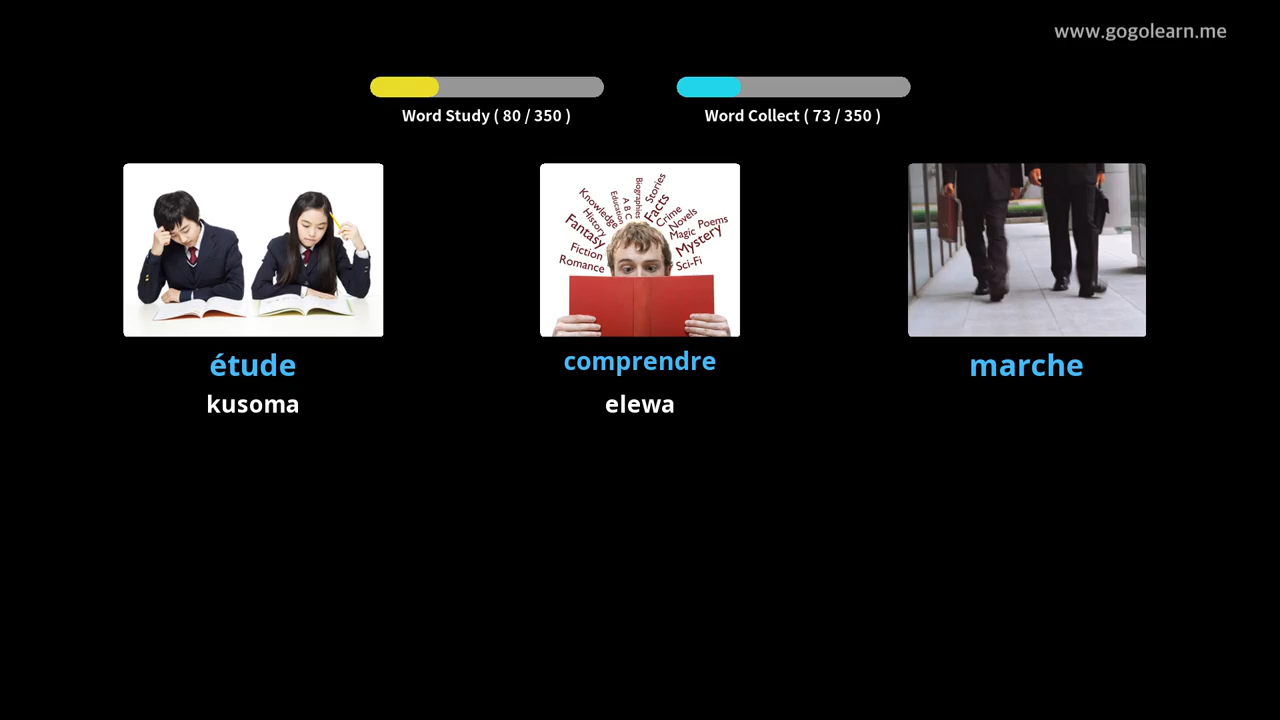 www.gogolearn.me
Word Study ( 80 / 350 )
Word Collect ( 73 / 350 )
Knowledge
History
Fantasy
Fiction
Romance
Education
A B C
Biographies
Stories
Facts
Crime
Novels
Magic
Poems
Mystery
Sci-Fi
étude
comprendre
marche
kusoma
elewa